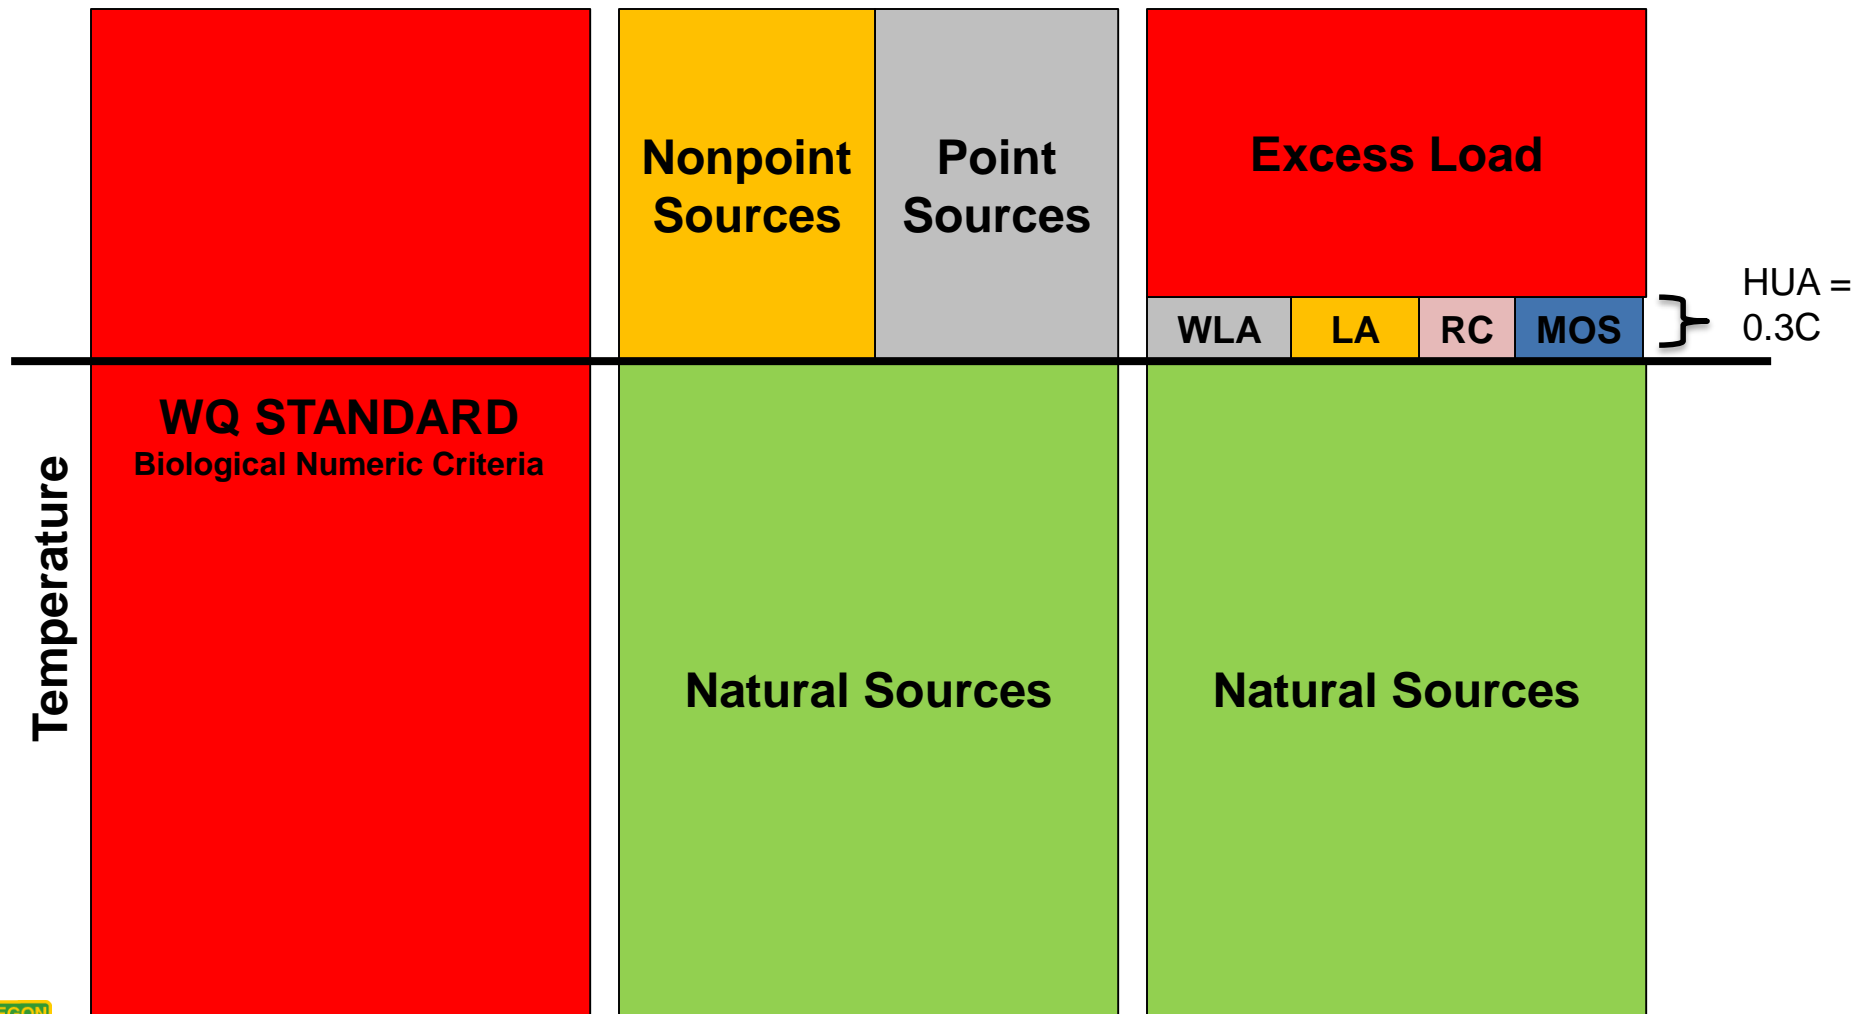 Nonpoint
Sources
Point
Sources
Excess Load
HUA =
0.3C
WLA
LA
RC
MOS
WQ STANDARD
Biological Numeric Criteria
Temperature
Natural Sources
Natural Sources